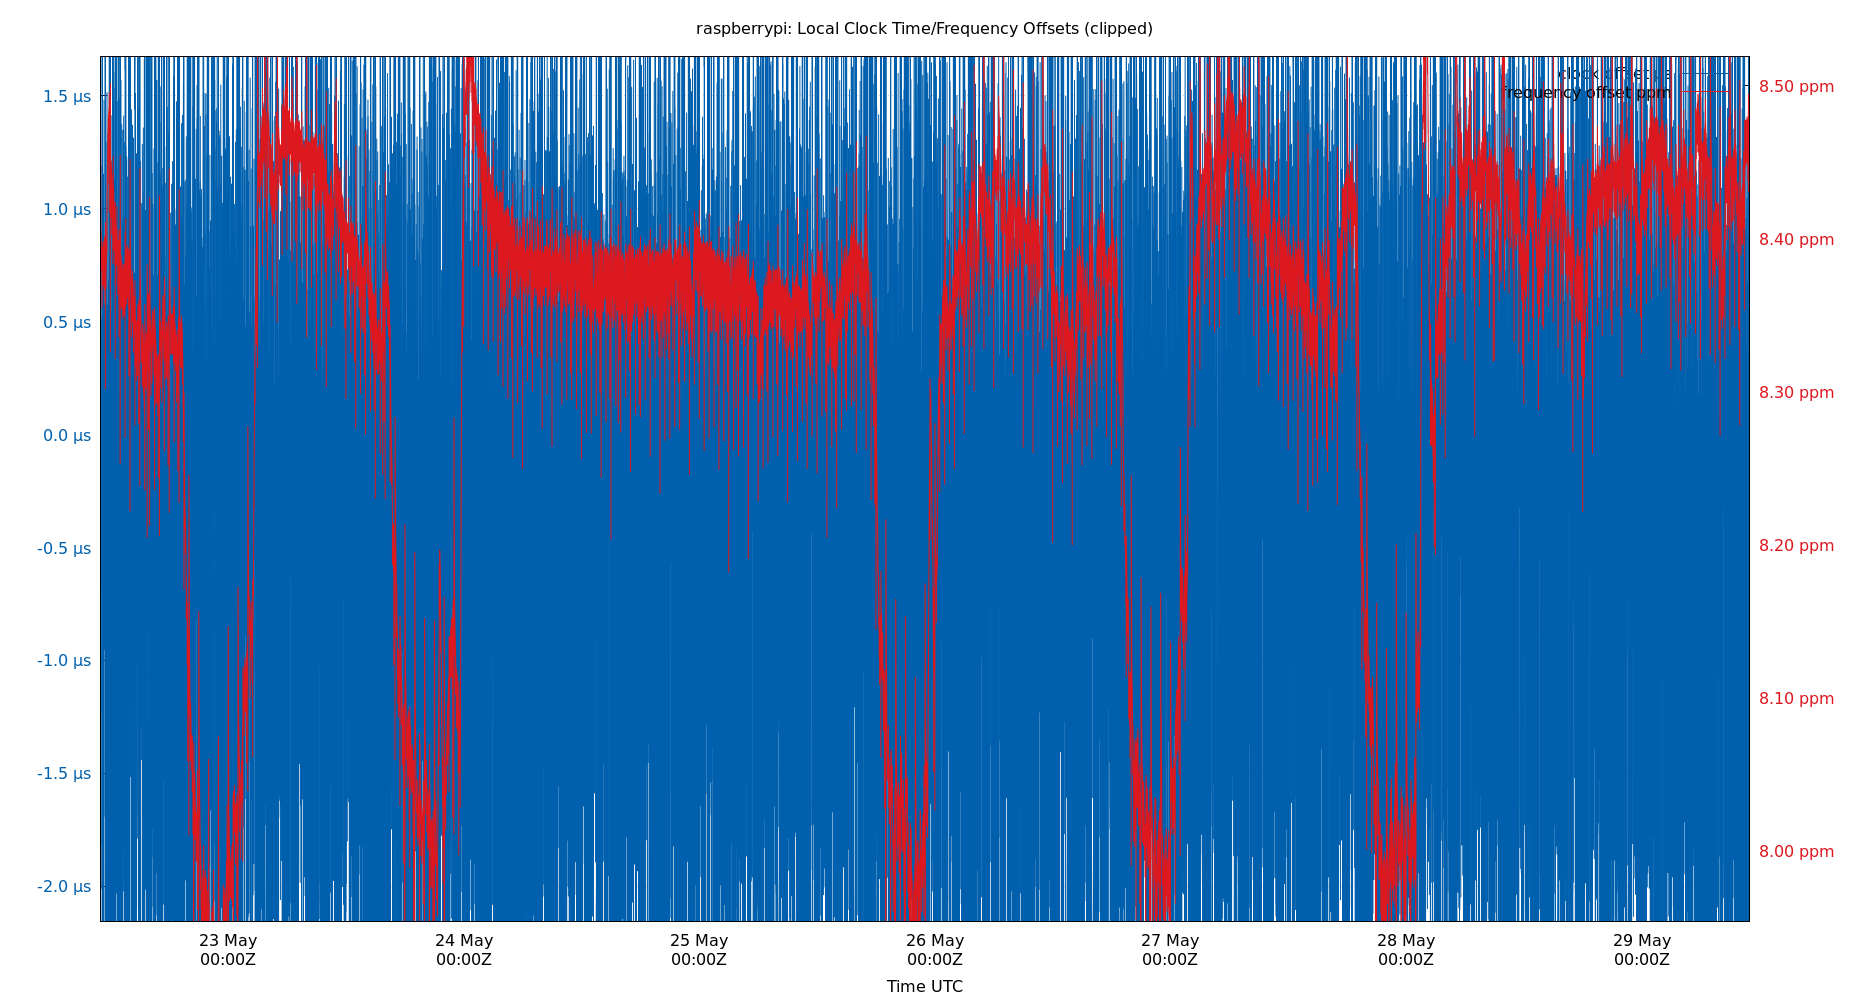 raspberrypi: Local Clock Time/Frequency Offsets (clipped)
clock offset µs
frequency offset ppm
1.5 µs
1.0 µs
0.5 µs
0.0 µs
-0.5 µs
-1.0 µs
-1.5 µs
-2.0 µs
8.50 ppm
8.40 ppm
8.30 ppm
8.20 ppm
8.10 ppm
8.00 ppm
23 May
00:00Z
24 May
00:00Z
25 May
00:00Z
26 May
00:00Z
27 May
00:00Z
28 May
00:00Z
29 May
00:00Z
Time UTC